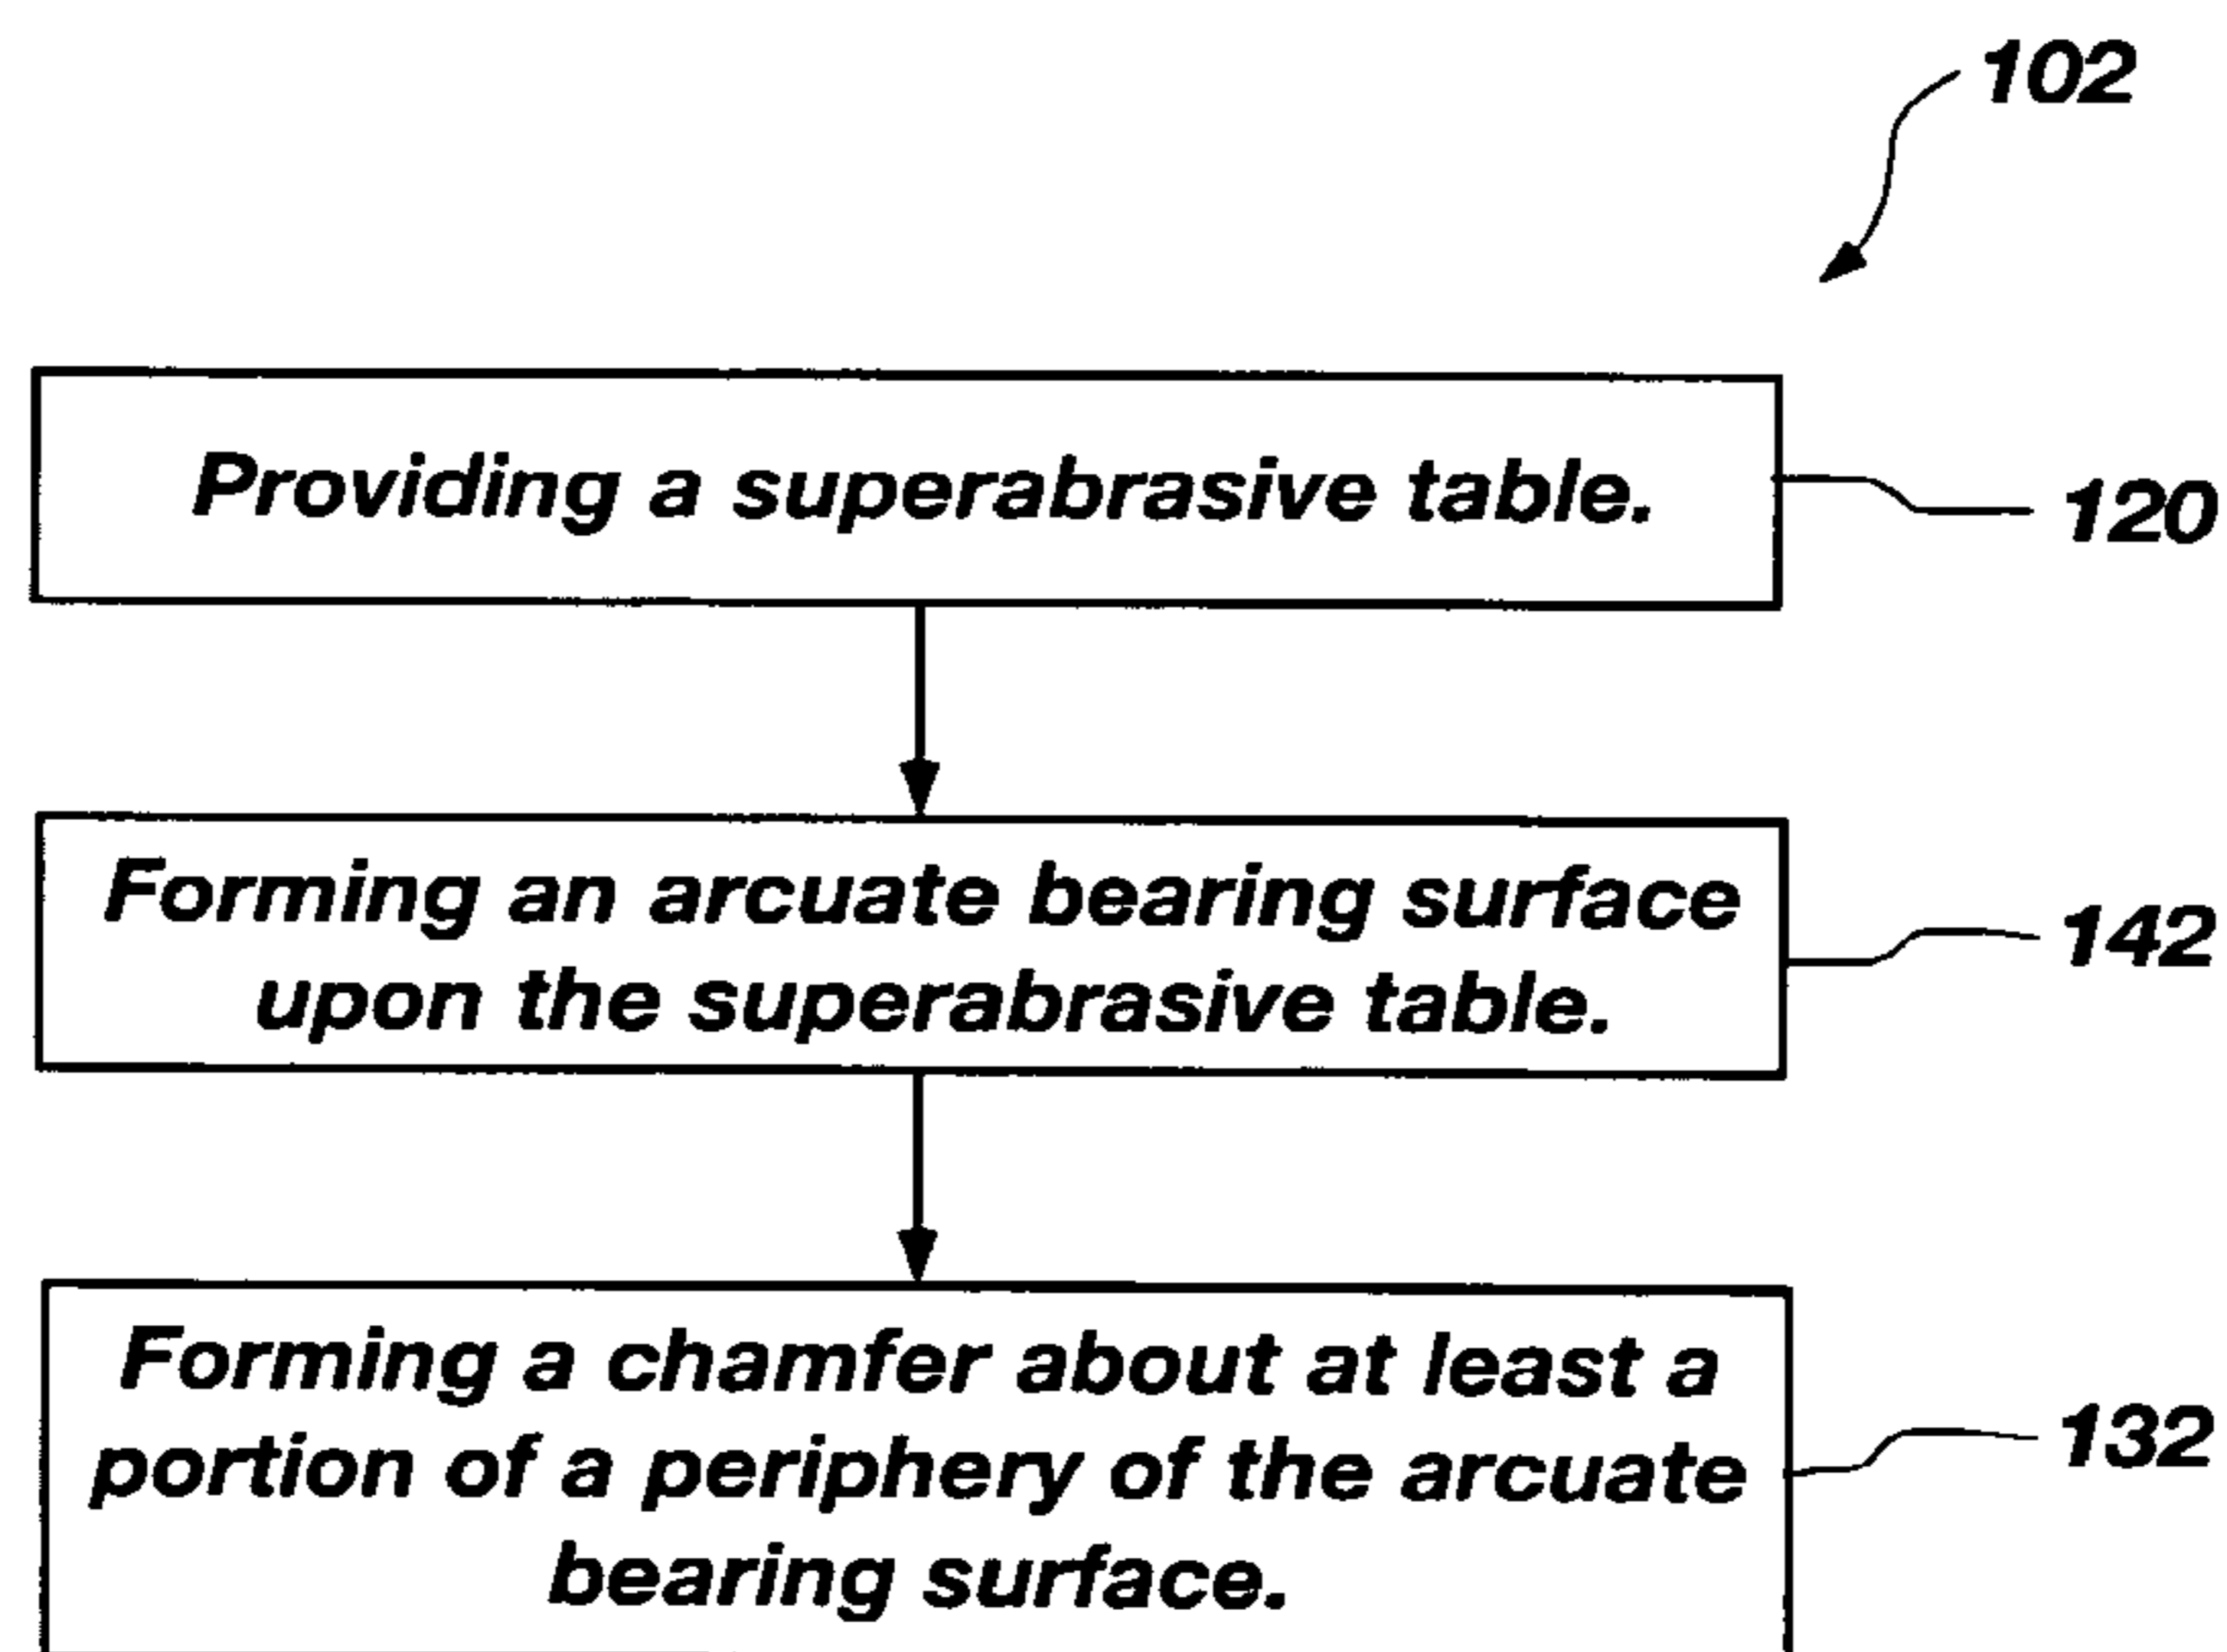 102
Providing a superabrasive table.
120
Forming an arcuate bearing surface
upon the superabrasive table.
142
Forming a chamfer about at least a
portion of a periphery of the arcuate
bearing surface.
132